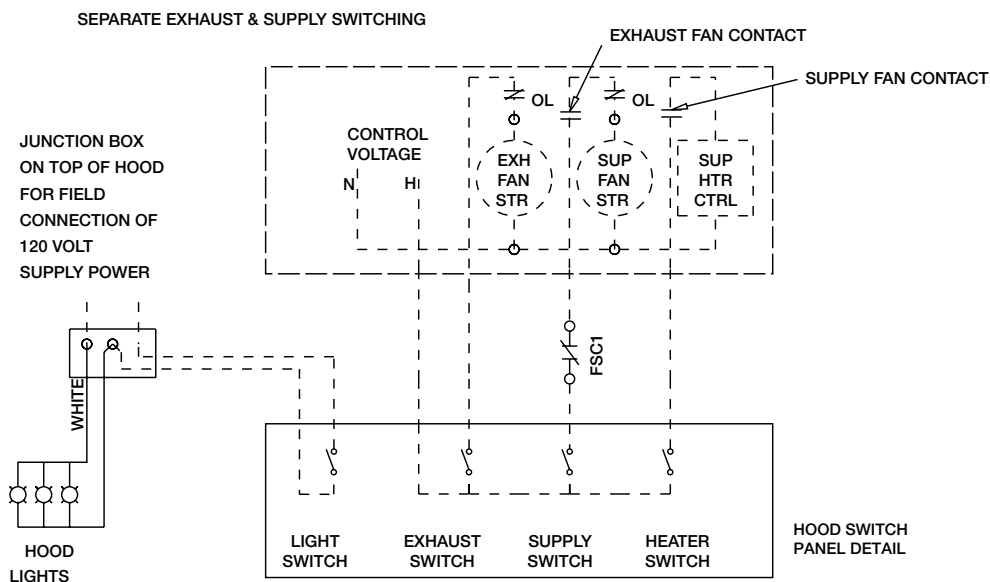 SEPARATE EXHAUST & SUPPLY SWITCHING
EXHAUST FAN CONTACT
SUPPLY FAN CONTACT
JUNCTION BOX
ON TOP OF HOOD
FOR FIELD
CONNECTION OF
120 VOLT
SUPPLY POWER
CONTROL
VOLTAGE
N
H
OL
OL
EXH
FAN
STR
SUP
FAN
STR
SUP
HTR
CTRL
FSC1
WHITE
HOOD
LIGHTS
LIGHT
SWITCH
EXHAUST
SWITCH
SUPPLY
SWITCH
HEATER
SWITCH
HOOD SWITCH
PANEL DETAIL